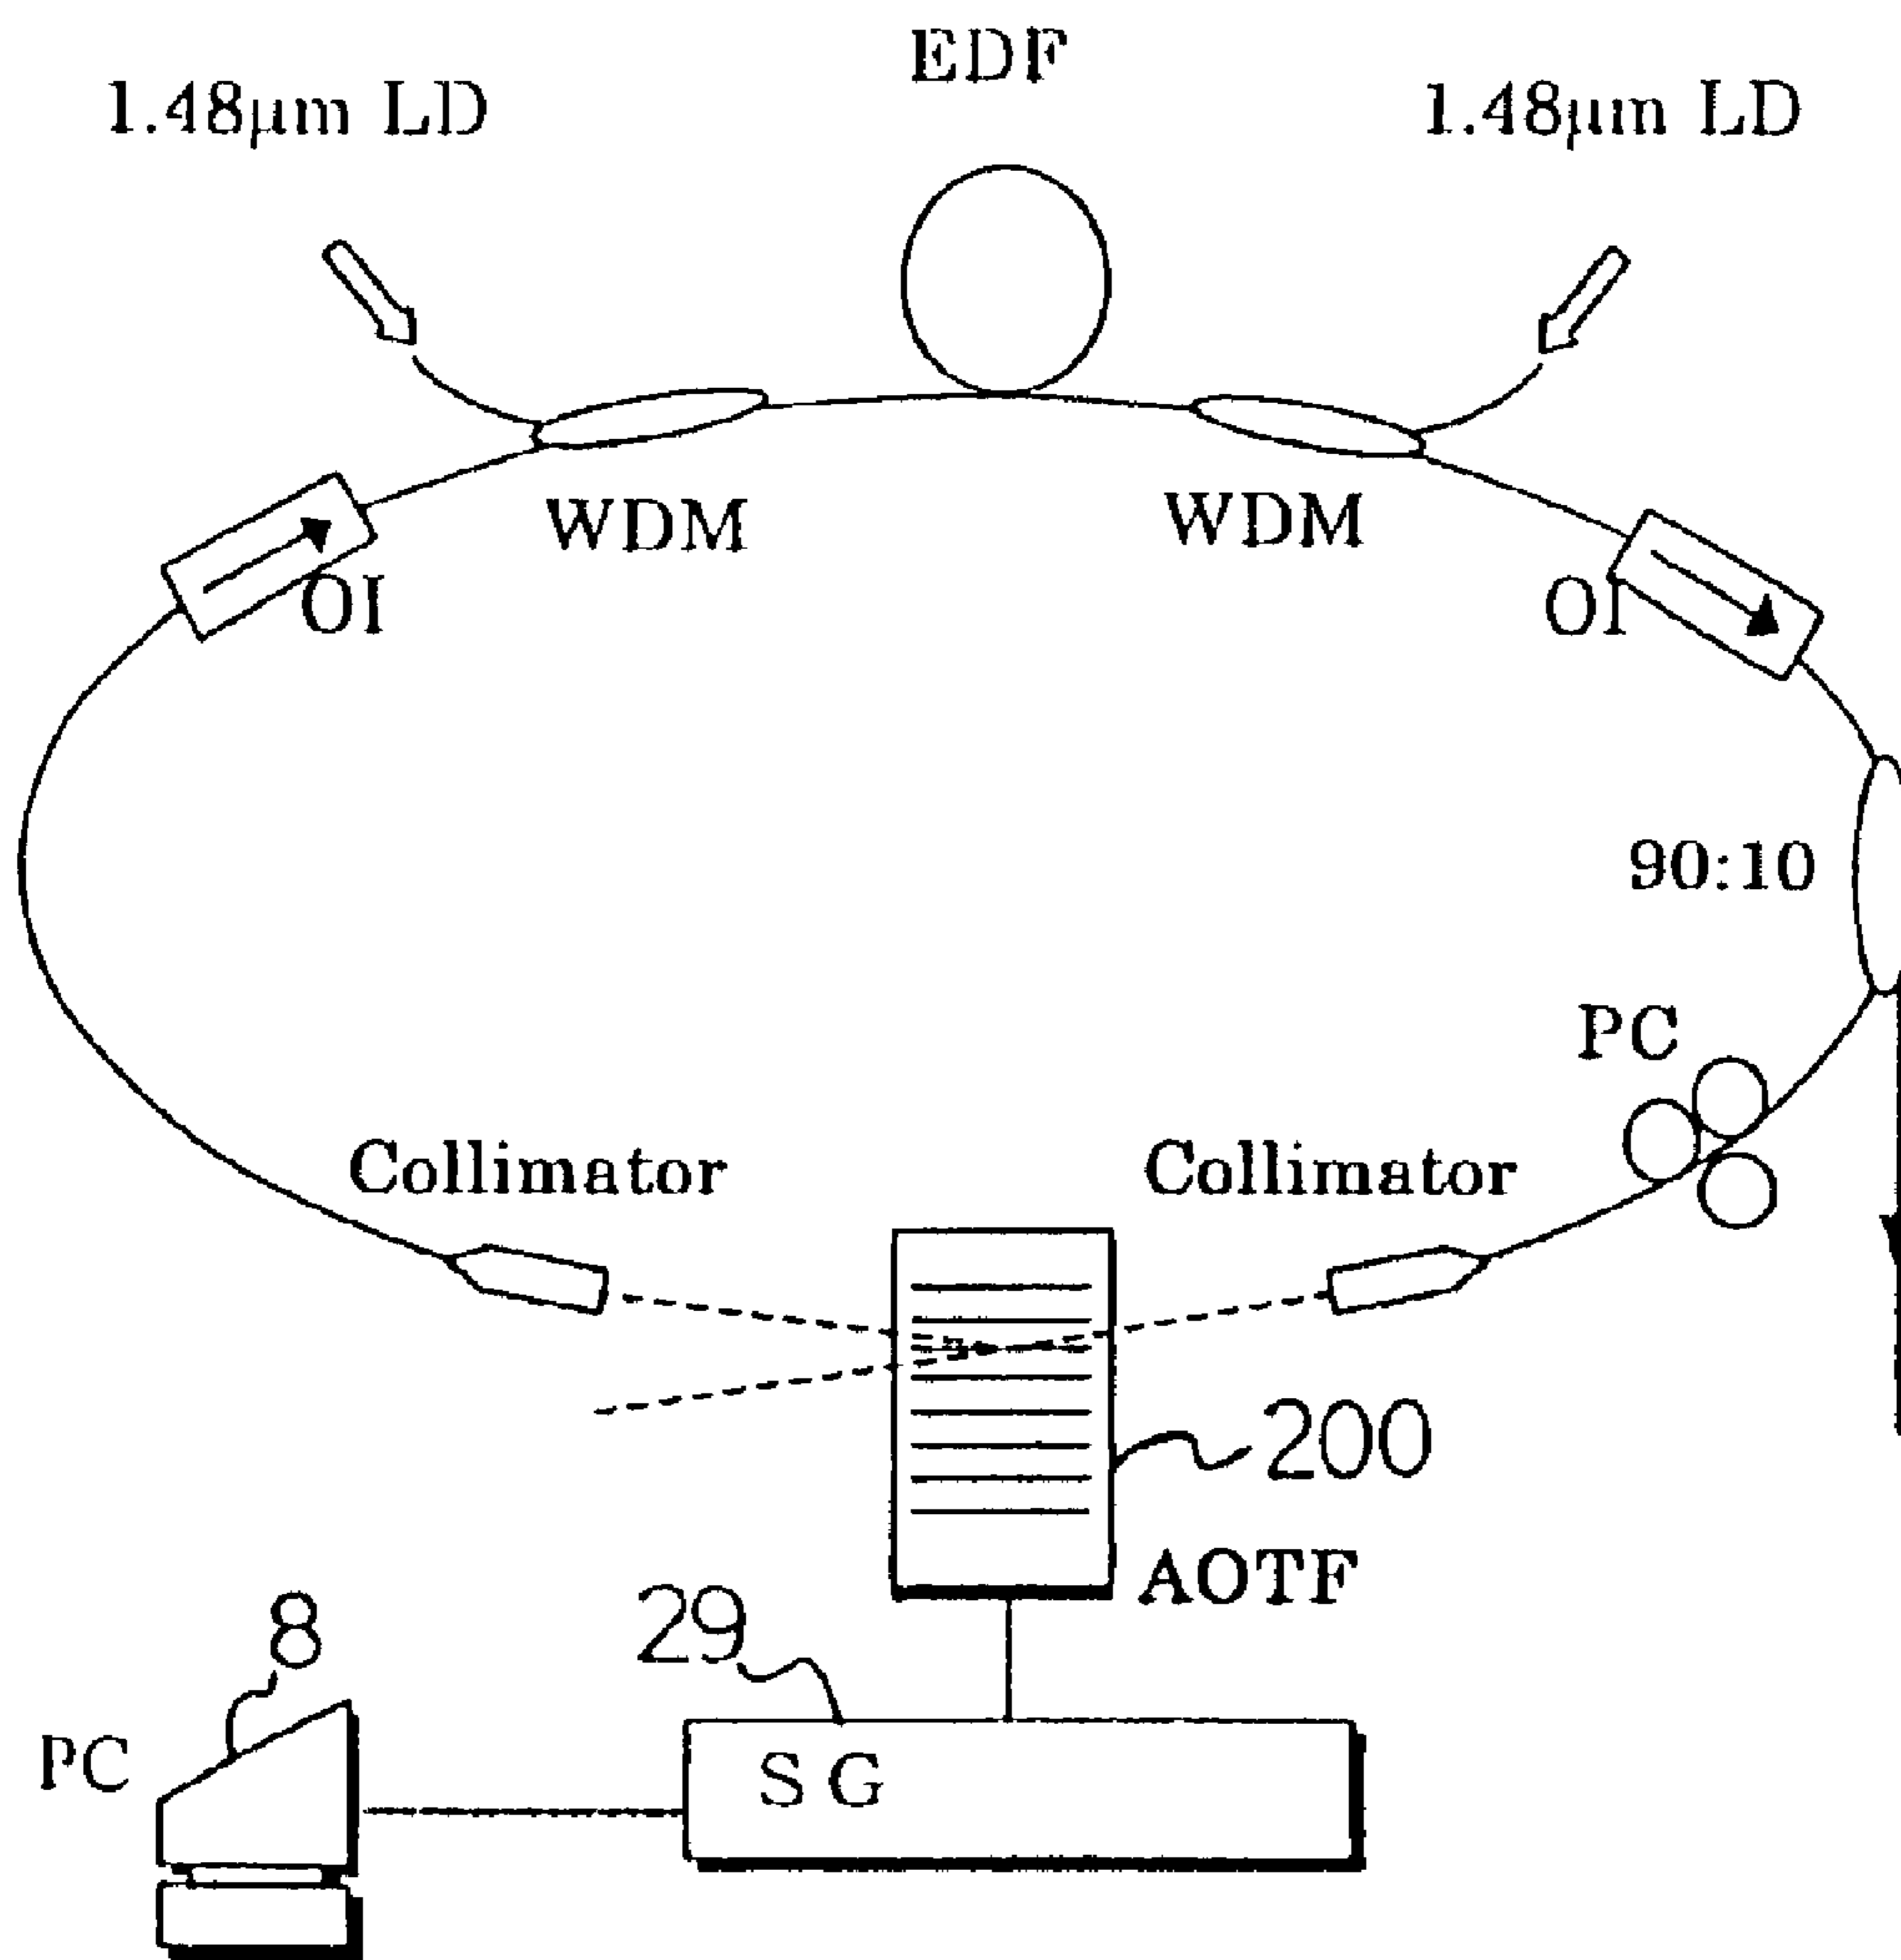 EDF
1.48μm LD
1.48μm LD
WDM
WDM
OI
OI
90:10
PC
Collimator
Collimator
200
AOTF
8
29
PC
S G